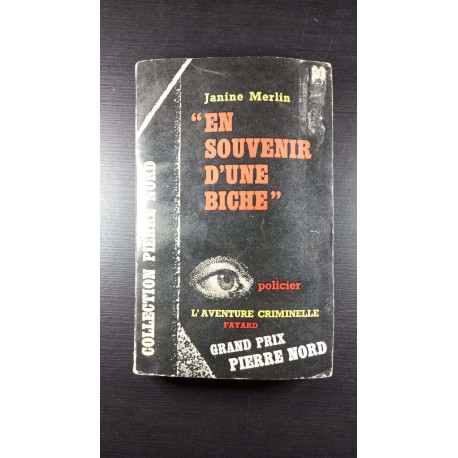 Janine Merlin
"EN
SOUVENIR
D'UNE
BICHE"
policier
L'AVENTURE CRIMINELLE
FAYARD
GRAND PRIX
PIERRE NORD
COLLECTION PIERRE NORD